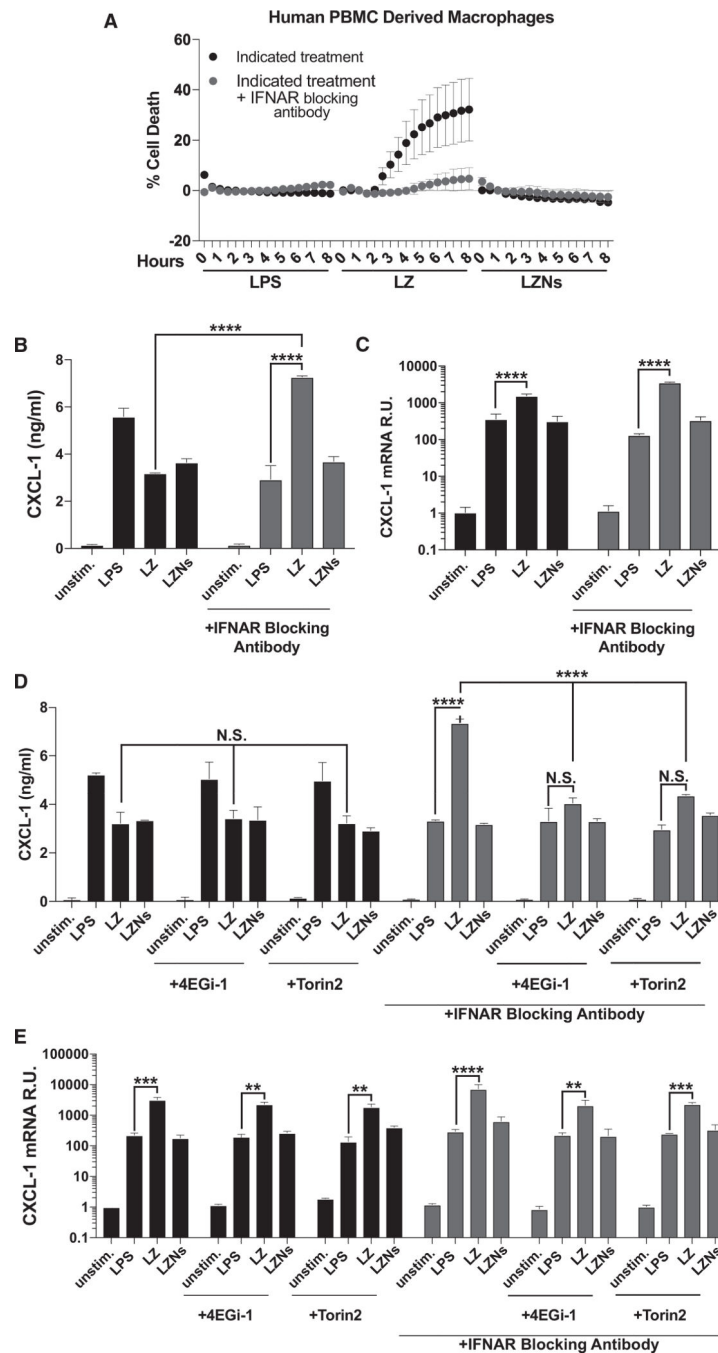 A
Human PBMC Derived Macrophages
60
40
20
0
-20
% Cell Death
Indicated treatment
Indicated treatment
+ IFNAR blocking
antibody
Hours
0 1 2 3 4 5 6 7 8 0 1 2 3 4 5 6 7 8 0 1 2 3 4 5 6 7 8
LPS LZ LZNs
B
****
****
8
6
4
2
0
CXCL-1 (ng/ml)
unstim. LPS LZ LZNs unstim. LPS LZ LZNs
+IFNAR Blocking
Antibody
C
****
****
1000
100
10
1
0.1
CXCL-1 mRNA R.U.
unstim. LPS LZ LZNs unstim. LPS LZ LZNs
+IFNAR Blocking
Antibody
D
****
****
N.S.
N.S.
N.S.
8
6
4
2
0
CXCL-1 (ng/ml)
unstim. LPS LZ LZNs unstim. LPS LZ LZNs unstim. LPS LZ LZNs unstim. LPS LZ LZNs unstim. LPS LZ LZNs unstim. LPS LZ LZNs
+4EGi-1 +Torin2 +4EGi-1 +Torin2
+IFNAR Blocking Antibody
E
*** ** ** **** ** ***
100000
10000
1000
100
10
1
0.1
CXCL-1 mRNA R.U.
unstim. LPS LZ LZNs unstim. LPS LZ LZNs unstim. LPS LZ LZNs unstim. LPS LZ LZNs unstim. LPS LZ LZNs unstim. LPS LZ LZNs
+4EGi-1 +Torin2 +4EGi-1 +Torin2
+IFNAR Blocking Antibody